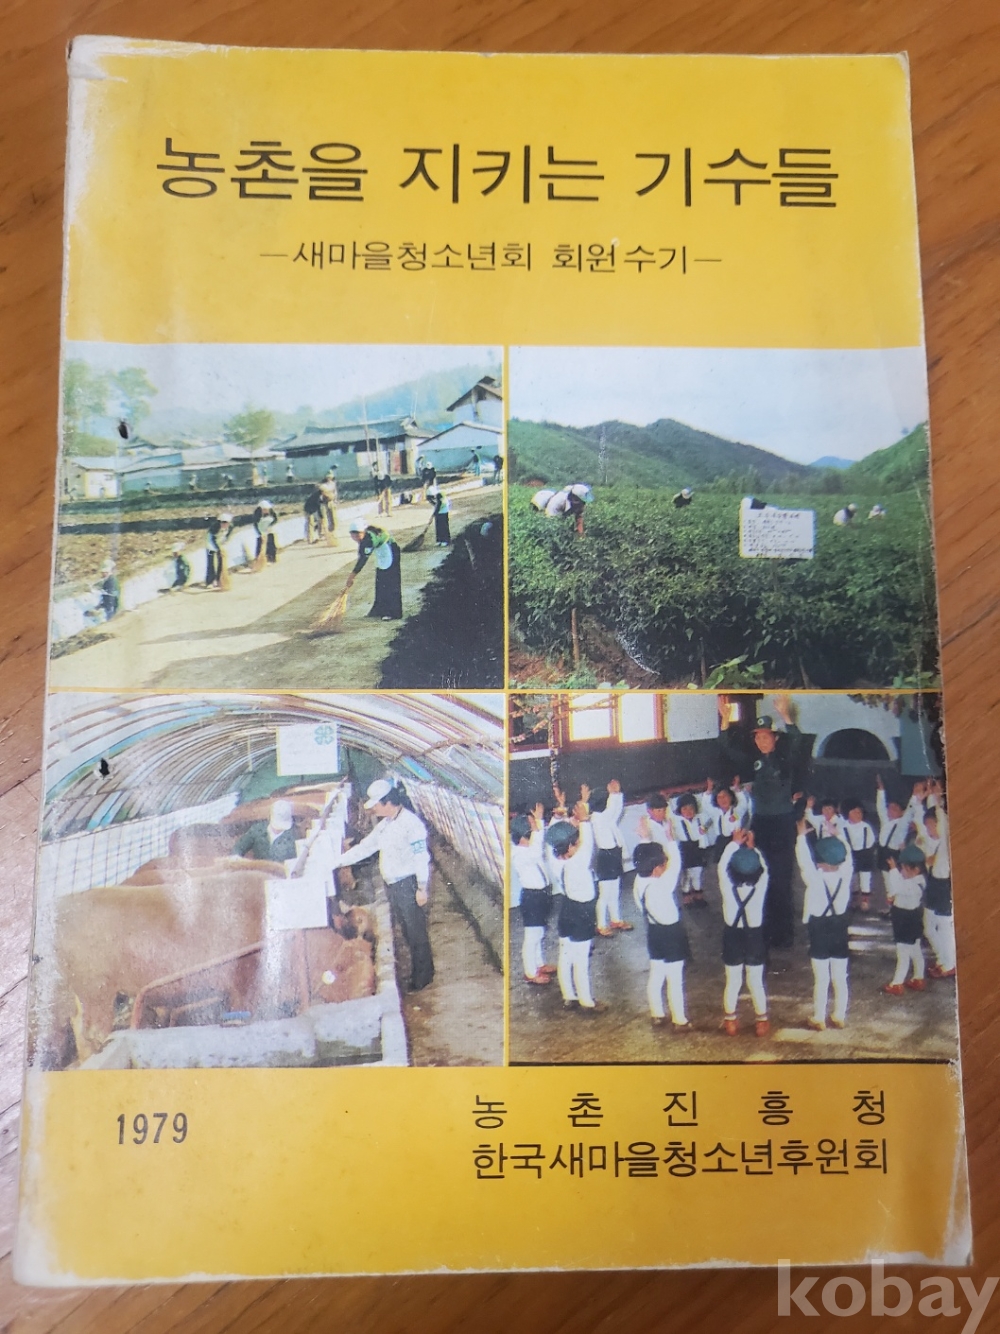 농촌을 지키는 기수들
—새마을청소년회 회원수기—
1979
농촌진흥청
한국새마을청소년후원회
kobay